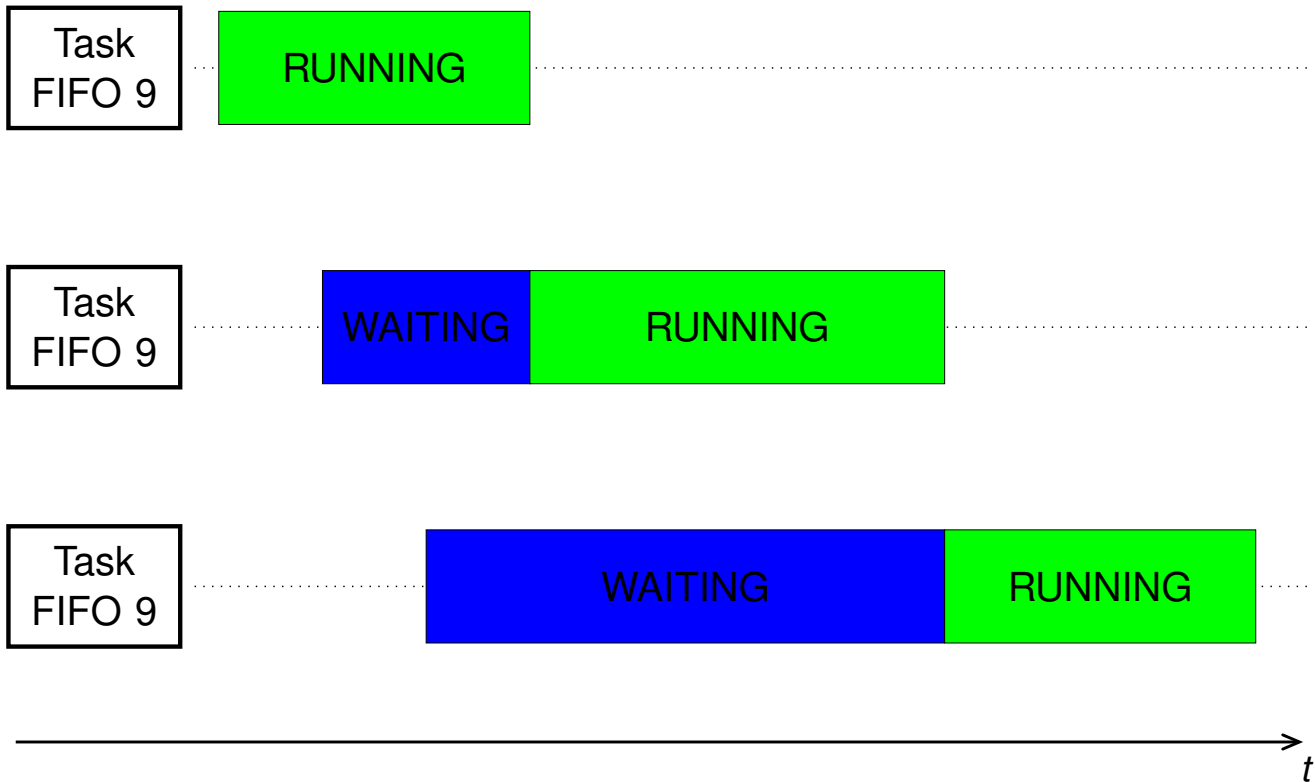 Task
FIFO 9
RUNNING
Task
FIFO 9
WAITING
RUNNING
Task
FIFO 9
WAITING
RUNNING
t